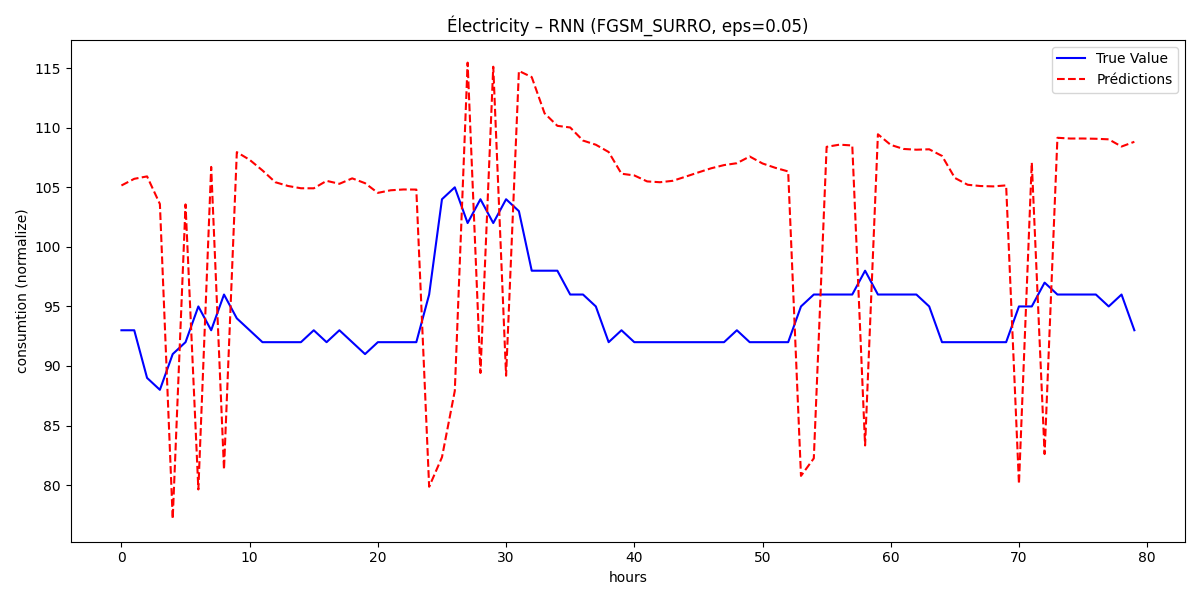 Électricity – RNN (FGSM_SURRO, eps=0.05)
True Value
Prédictions
consumtion (normalize)
115
110
105
100
95
90
85
80
0 10 20 30 40 50 60 70 80
hours